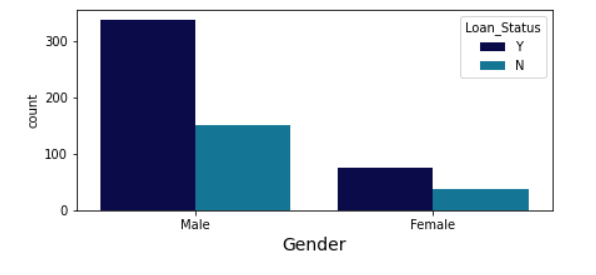 Loan_Status
Y
N
300
200
100
0
count
Male Female
Gender